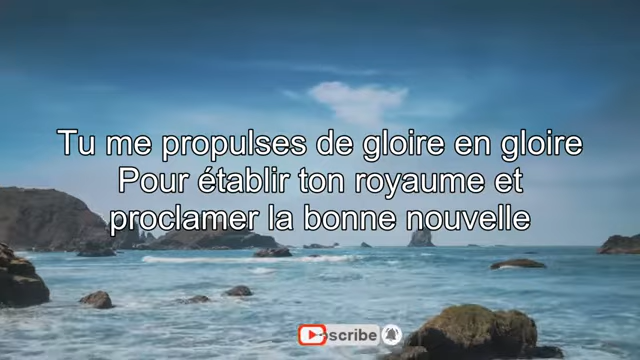 Tu me propulses de gloire en gloire
Pour établir ton royaume et
proclamer la bonne nouvelle
scribe